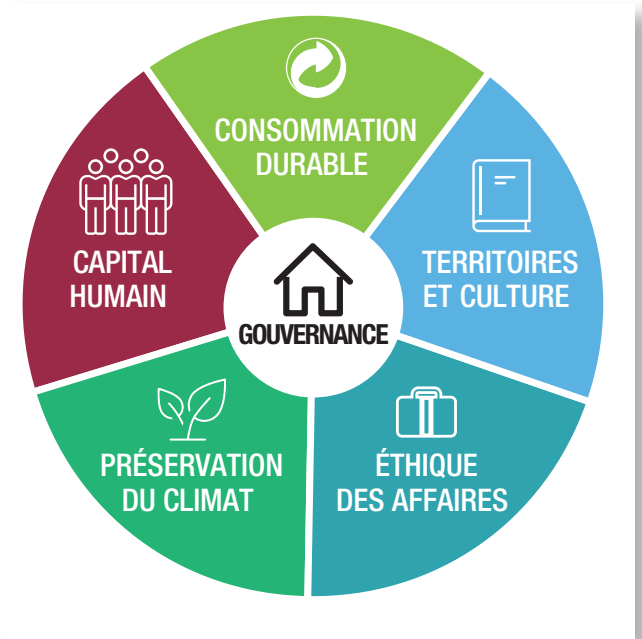 CONSOMMATION
DURABLE
CAPITAL
HUMAIN
TERRITOIRES
ET CULTURE
GOUVERNANCE
PRÉSERVATION
DU CLIMAT
ÉTHIQUE
DES AFFAIRES